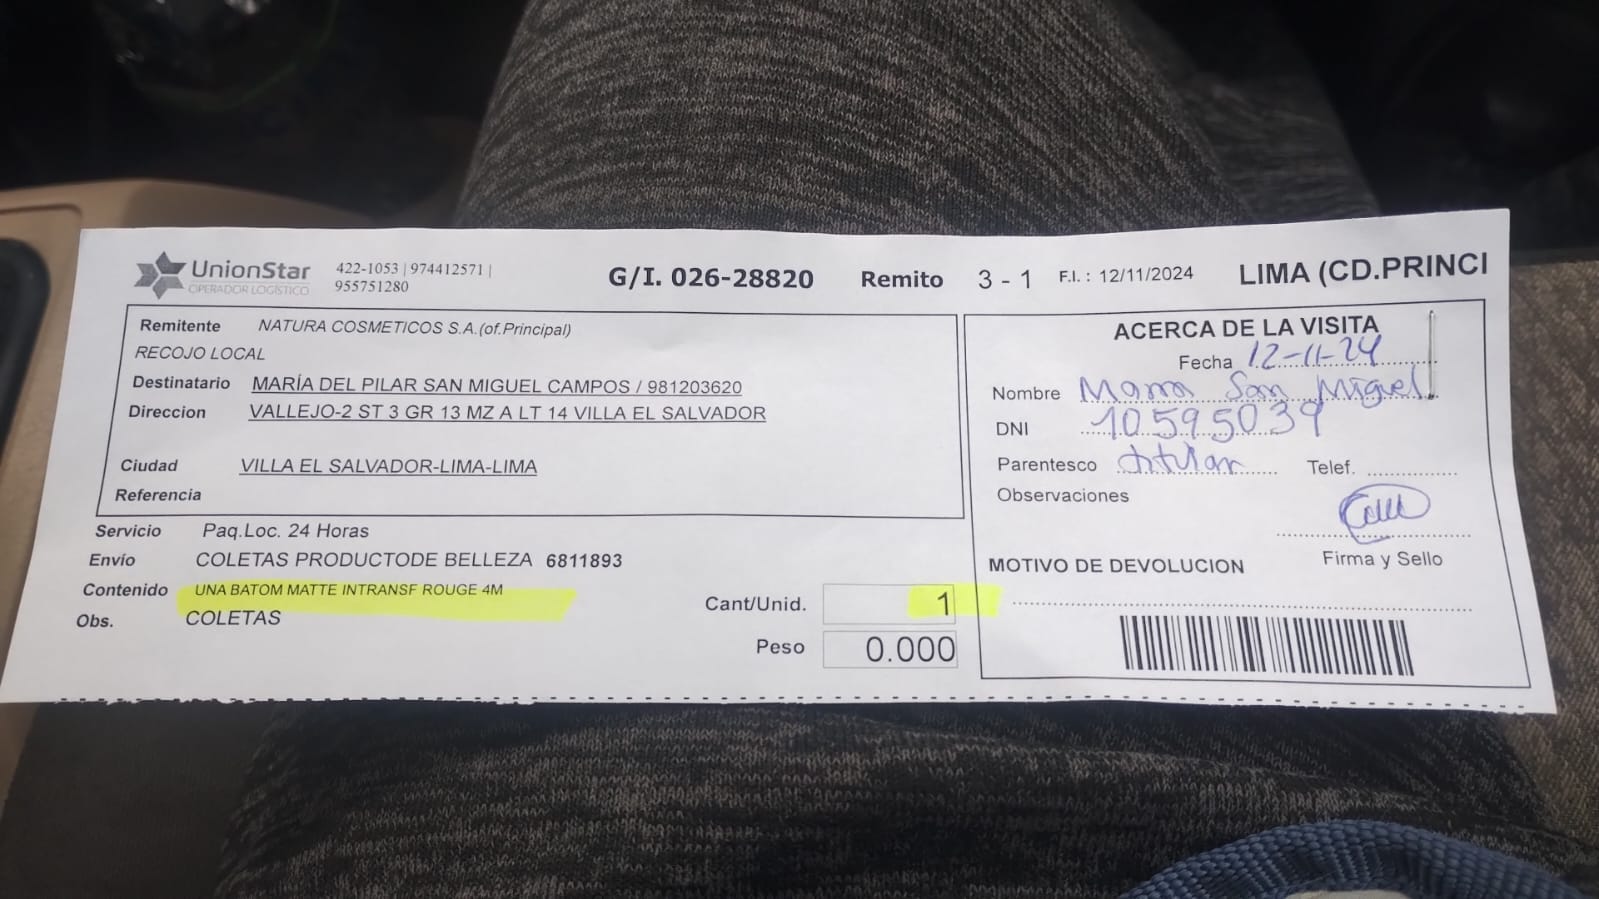 UnionStar
OPERADOR LOGÍSTICO
422-1053 | 974412571 |
955751280
G/I. 026-28820 Remito 3 - 1 F.I. : 12/11/2024 LIMA (CD.PRINCI
Remitente NATURA COSMETICOS S.A.(of.Principal)
RECOJO LOCAL
Destinatario MARÍA DEL PILAR SAN MIGUEL CAMPOS / 981203620
Direccion VALLEJO-2 ST 3 GR 13 MZ A LT 14 VILLA EL SALVADOR
Ciudad VILLA EL SALVADOR-LIMA-LIMA
Referencia
Servicio Paq.Loc. 24 Horas
Envío COLETAS PRODUCTODE BELLEZA 6811893
Contenido UNA BATOM MATTE INTRANSF ROUGE 4M
Obs. COLETAS
Cant/Unid. 1
Peso 0.000
ACERCA DE LA VISITA
Fecha 12-11-24
Nombre María San Miguel
DNI 10595039
Parentesco titular Telef.
Observaciones
Firma y Sello
MOTIVO DE DEVOLUCION